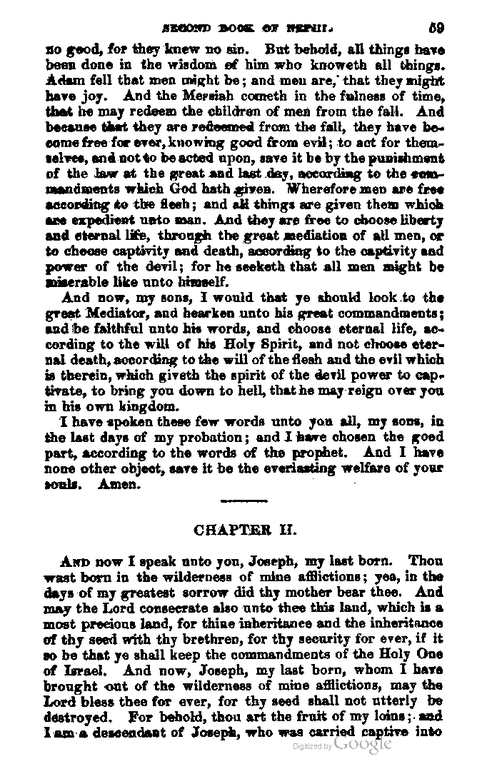 SECOND BOOK OF NEPHI. 59
no good, for they knew no sin. But behold, all things have
been done in the wisdom of him who knoweth all things.
Adam fell that men might be; and men are, that they might
have joy. And the Messiah cometh in the fulness of time,
that he may redeem the children of men from the fall. And
because that they are redeemed from the fall, they have be-
come free for ever, knowing good from evil; to act for them-
selves, and not to be acted upon, save it be by the punishment
of the law at the great and last day, according to the com-
mandments which God hath given. Wherefore men are free
according to the flesh; and all things are given them which
are expedient unto man. And they are free to choose liberty
and eternal life, through the great mediation of all men, or
to choose captivity and death, according to the captivity and
power of the devil; for he seeketh that all men might be
miserable like unto himself.
And now, my sons, I would that ye should look to the
great Mediator, and hearken unto his great commandments;
and be faithful unto his words, and choose eternal life, ac-
cording to the will of his Holy Spirit, and not choose eter-
nal death, according to the will of the flesh and the evil which
is therein, which giveth the spirit of the devil power to cap-
tivate, to bring you down to hell, that he may reign over you
in his own kingdom.
I have spoken these few words unto you all, my sons, in
the last days of my probation; and I have chosen the good
part, according to the words of the prophet. And I have
none other object, save it be the everlasting welfare of your
souls. Amen.
CHAPTER II.
AND now I speak unto you, Joseph, my last born. Thou
wast born in the wilderness of mine afflictions; yea, in the
days of my greatest sorrow did thy mother bear thee. And
may the Lord consecrate also unto thee this land, which is a
most precious land, for thine inheritance and the inheritance
of thy seed with thy brethren, for thy security for ever, if it
so be that ye shall keep the commandments of the Holy One
of Israel. And now, Joseph, my last born, whom I have
brought out of the wilderness of mine afflictions, may the
Lord bless thee for ever, for thy seed shall not utterly be
destroyed. For behold, thou art the fruit of my loins; and
I am a descendant of Joseph, who was carried captive into
Digitized by Google